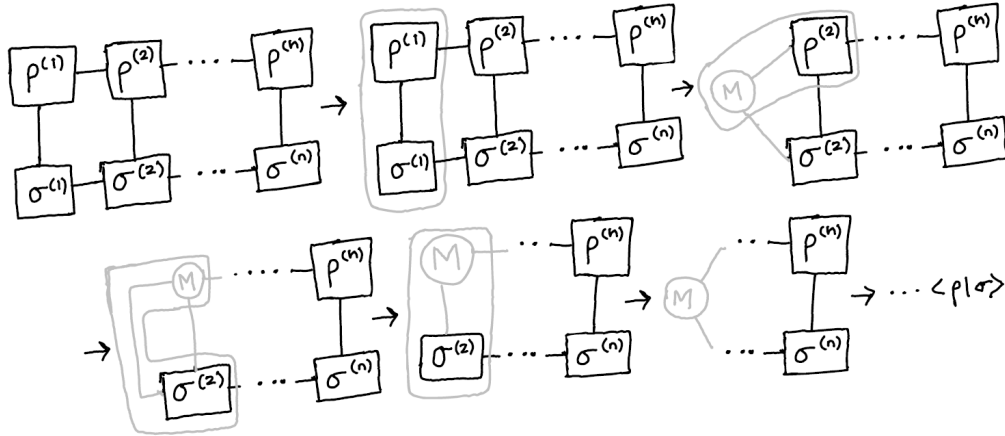 ρ⁽¹⁾ ρ⁽²⁾ ... ρ⁽ⁿ⁾ → ρ⁽¹⁾ ρ⁽²⁾ ... ρ⁽ⁿ⁾ → ρ⁽²⁾ ... ρ⁽ⁿ⁾
M
σ⁽¹⁾ σ⁽²⁾ ... σ⁽ⁿ⁾ σ⁽¹⁾ σ⁽²⁾ ... σ⁽ⁿ⁾ σ⁽²⁾ ... σ⁽ⁿ⁾
M .... ρ⁽ⁿ⁾ M ... ρ⁽ⁿ⁾ ... ρ⁽ⁿ⁾
→ → → M → ... <ρ|σ>
σ⁽²⁾ ... σ⁽ⁿ⁾ σ⁽²⁾ ... σ⁽ⁿ⁾ ... σ⁽ⁿ⁾